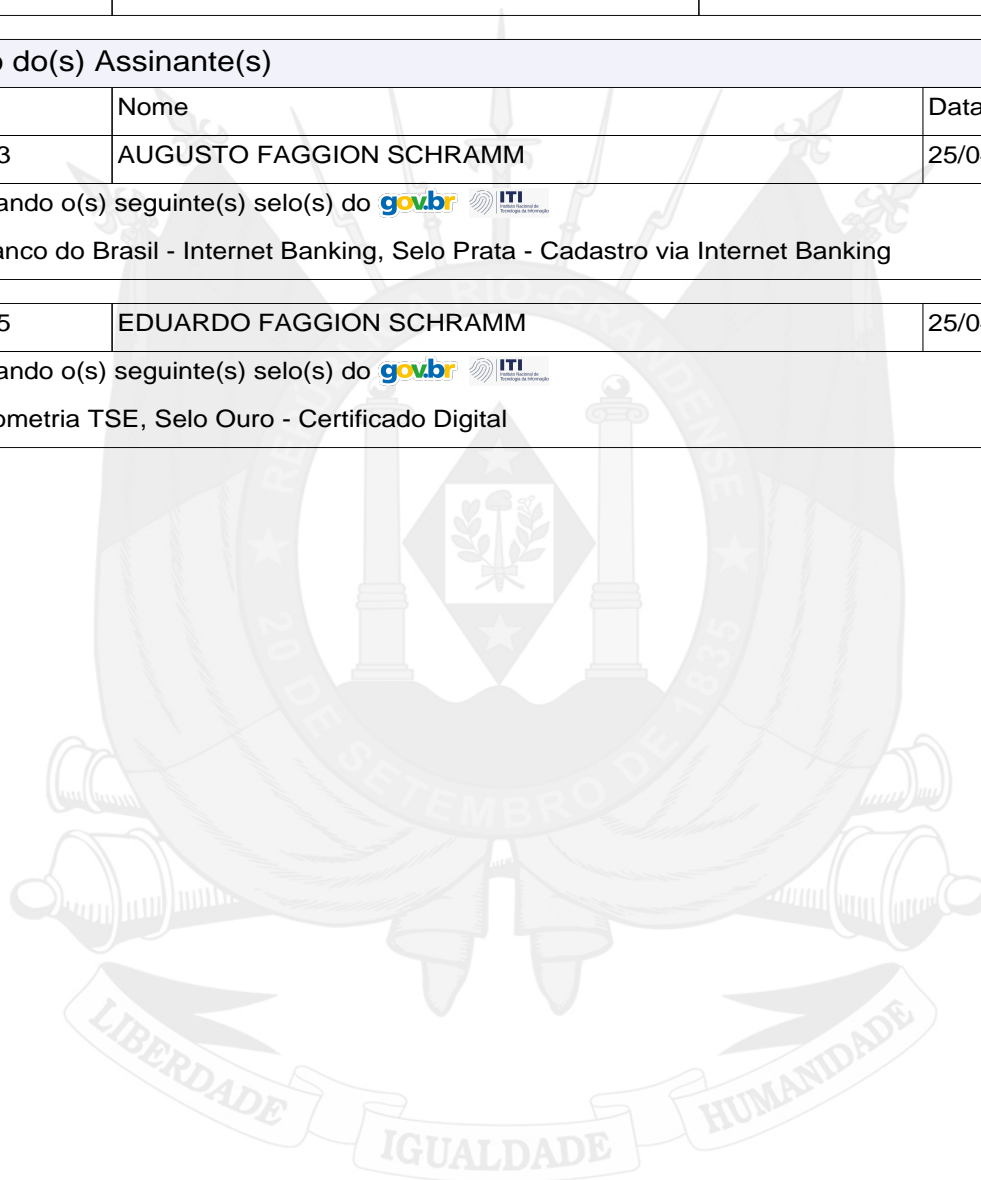 o do(s) Assinante(s)
Nome Data
3 AUGUSTO FAGGION SCHRAMM 25/0
ando o(s) seguinte(s) selo(s) do gov.br ITI
anco do Brasil - Internet Banking, Selo Prata - Cadastro via Internet Banking
5 EDUARDO FAGGION SCHRAMM 25/0
ando o(s) seguinte(s) selo(s) do gov.br ITI
ometria TSE, Selo Ouro - Certificado Digital
REPUBLICA RIO-GRANDENSE
20 DE SETEMBRO DE 1835
LIBERDADE
IGUALDADE
HUMANIDADE